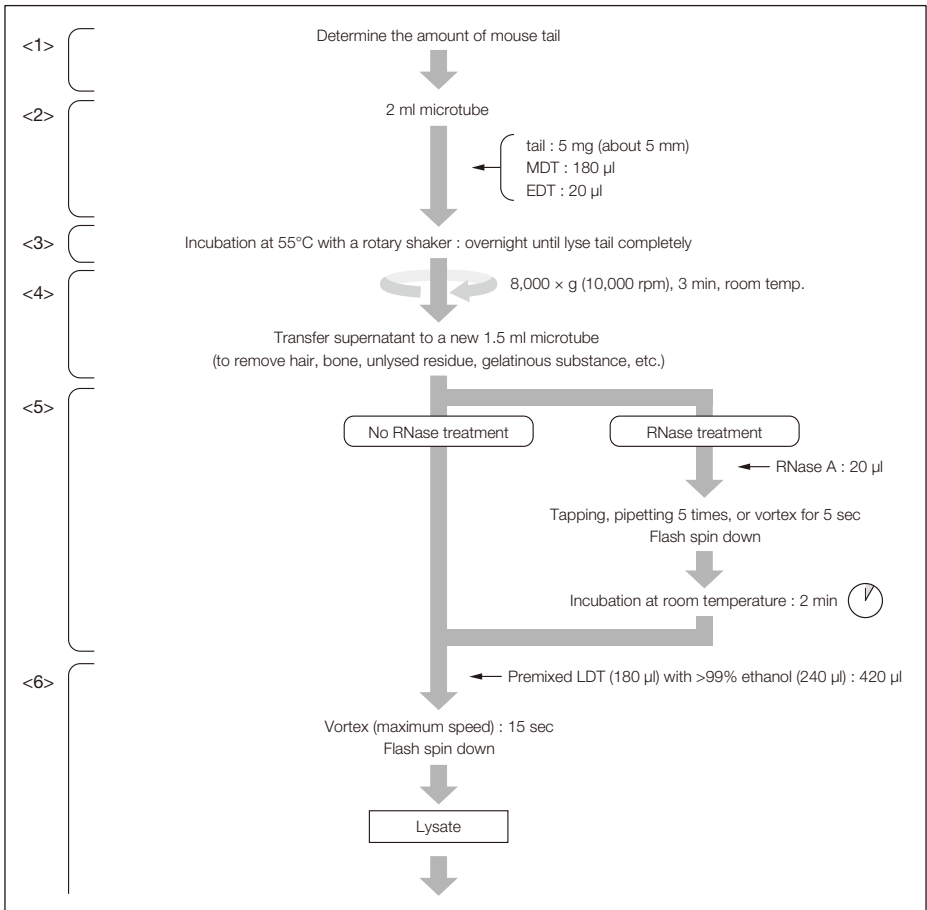 <1>
Determine the amount of mouse tail
<2>
2 ml microtube
tail : 5 mg (about 5 mm)
MDT : 180 µl
EDT : 20 µl
<3>
Incubation at 55°C with a rotary shaker : overnight until lyse tail completely
<4>
8,000 × g (10,000 rpm), 3 min, room temp.
Transfer supernatant to a new 1.5 ml microtube
(to remove hair, bone, unlysed residue, gelatinous substance, etc.)
<5>
No RNase treatment
RNase treatment
RNase A : 20 µl
Tapping, pipetting 5 times, or vortex for 5 sec
Flash spin down
Incubation at room temperature : 2 min
<6>
Premixed LDT (180 µl) with >99% ethanol (240 µl) : 420 µl
Vortex (maximum speed) : 15 sec
Flash spin down
Lysate